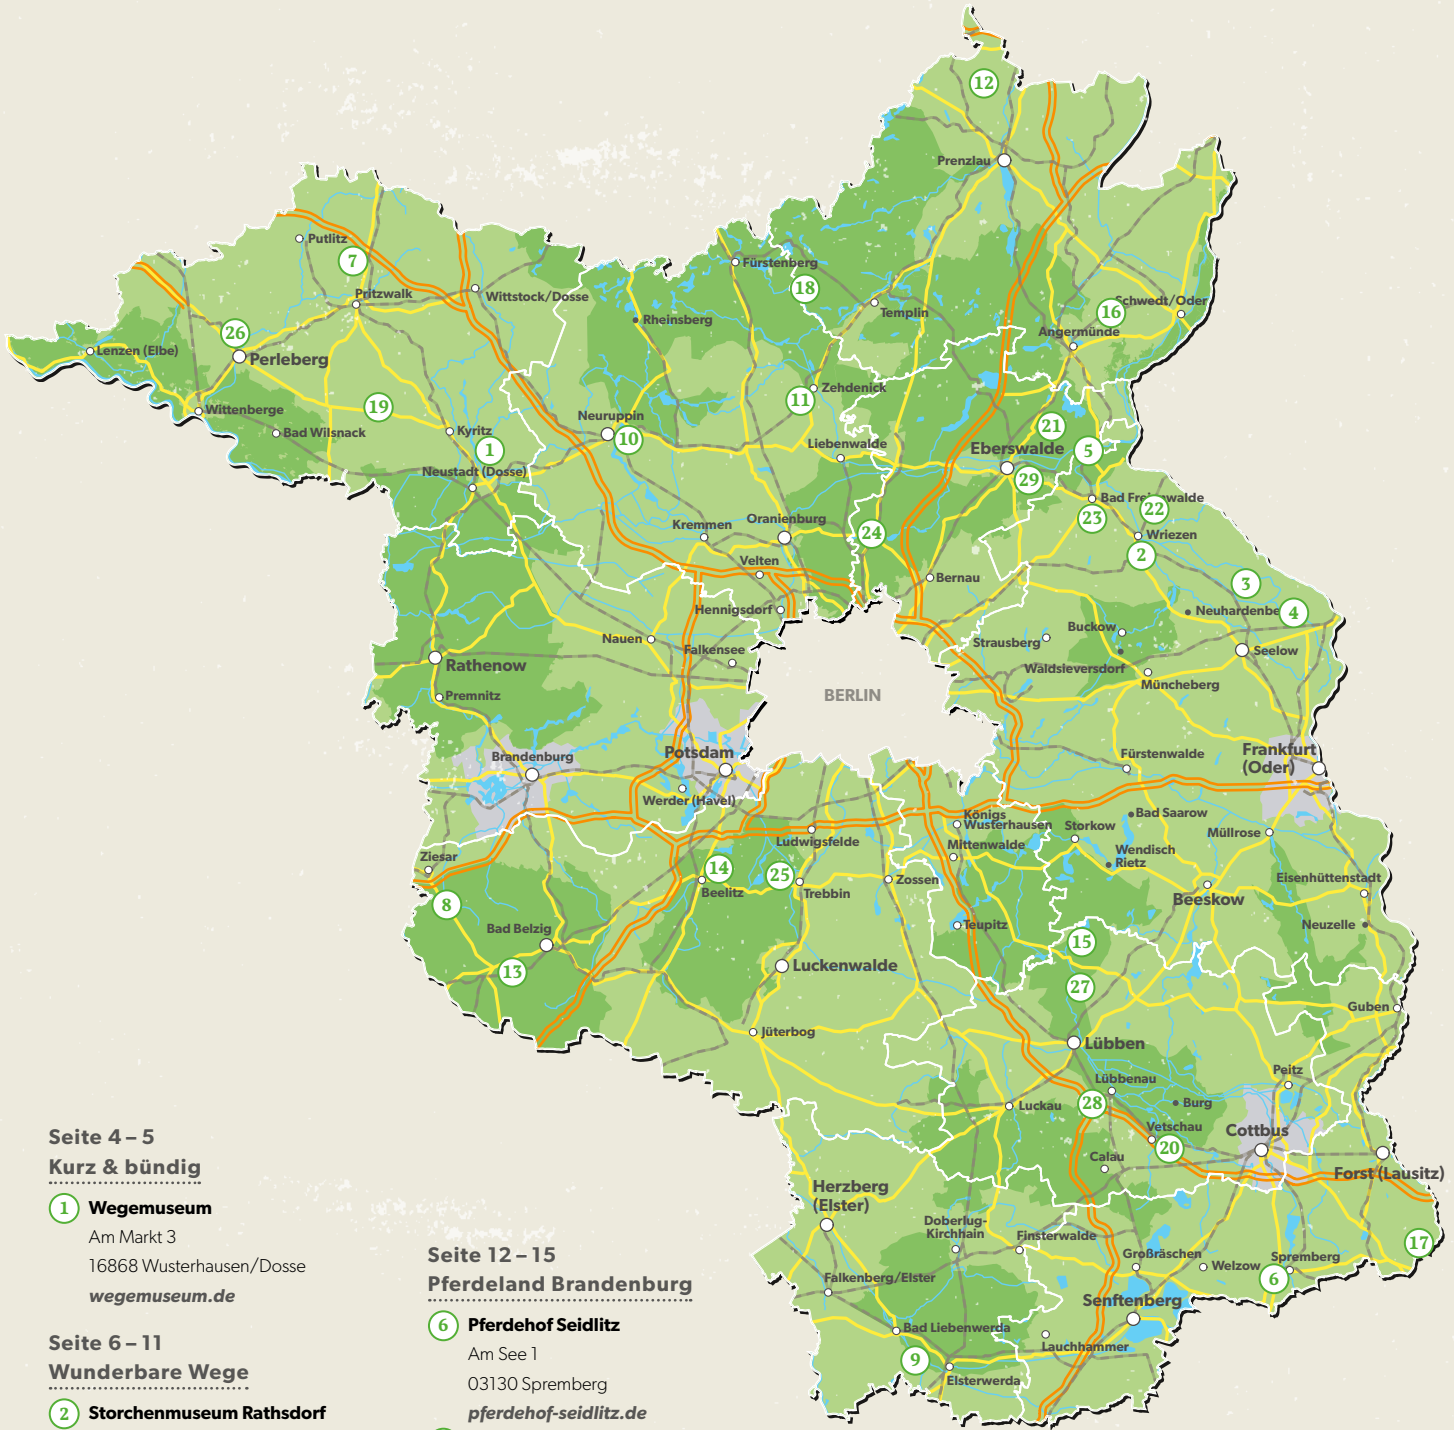 12
Prenzlau
Putlitz
7
Fürstenberg
18
Pritzwalk
Wittstock/Dosse
Templin
16
Schwedt/Oder
Rheinsberg
Angermünde
26
Lenzen (Elbe)
Perleberg
Zehdenick
11
19
Wittenberge
Neuruppin
10
21
Bad Wilsnack
Kyritz
1
Liebenwalde
Eberswalde
5
Neustadt (Dosse)
29
Bad Freienwalde
22
23
Kremmen
Oranienburg
24
Wriezen
2
Velten
Bernau
3
Hennigsdorf
Neuhardenbe
4
Nauen
Buckow
Strausberg
Falkensee
Seelow
Rathenow
Waldsieversdorf
Müncheberg
Premnitz
BERLIN
Brandenburg
Potsdam
Fürstenwalde
Frankfurt
(Oder)
Werder (Havel)
Königs
Wusterhausen
Bad Saarow
Storkow
Müllrose
Ludwigsfelde
Mittenwalde
Wendisch
Rietz
Ziesar
14
25
Beelitz
Trebbin
Zossen
Eisenhüttenstadt
Beeskow
8
Teupitz
Neuzelle
Bad Belzig
15
13
Luckenwalde
27
Guben
Jüterbog
Lübben
Peitz
Lübbenau
28
Luckau
Burg
Vetschau
Cottbus
20
Calau
Forst (Lausitz)
Herzberg
(Elster)
Doberlug-
Kirchhain
Finsterwalde
17
Großräschen
Spremberg
Welzow
6
Falkenberg/Elster
Senftenberg
Bad Liebenwerda
Lauchhammer
9
Elsterwerda
Seite 4 – 5
Kurz & bündig
1 Wegemuseum
Am Markt 3
16868 Wusterhausen/Dosse
wegemuseum.de
Seite 6 – 11
Wunderbare Wege
2 Storchenmuseum Rathsdorf
Seite 12 – 15
Pferdeland Brandenburg
6 Pferdehof Seidlitz
Am See 1
03130 Spremberg
pferdehof-seidlitz.de